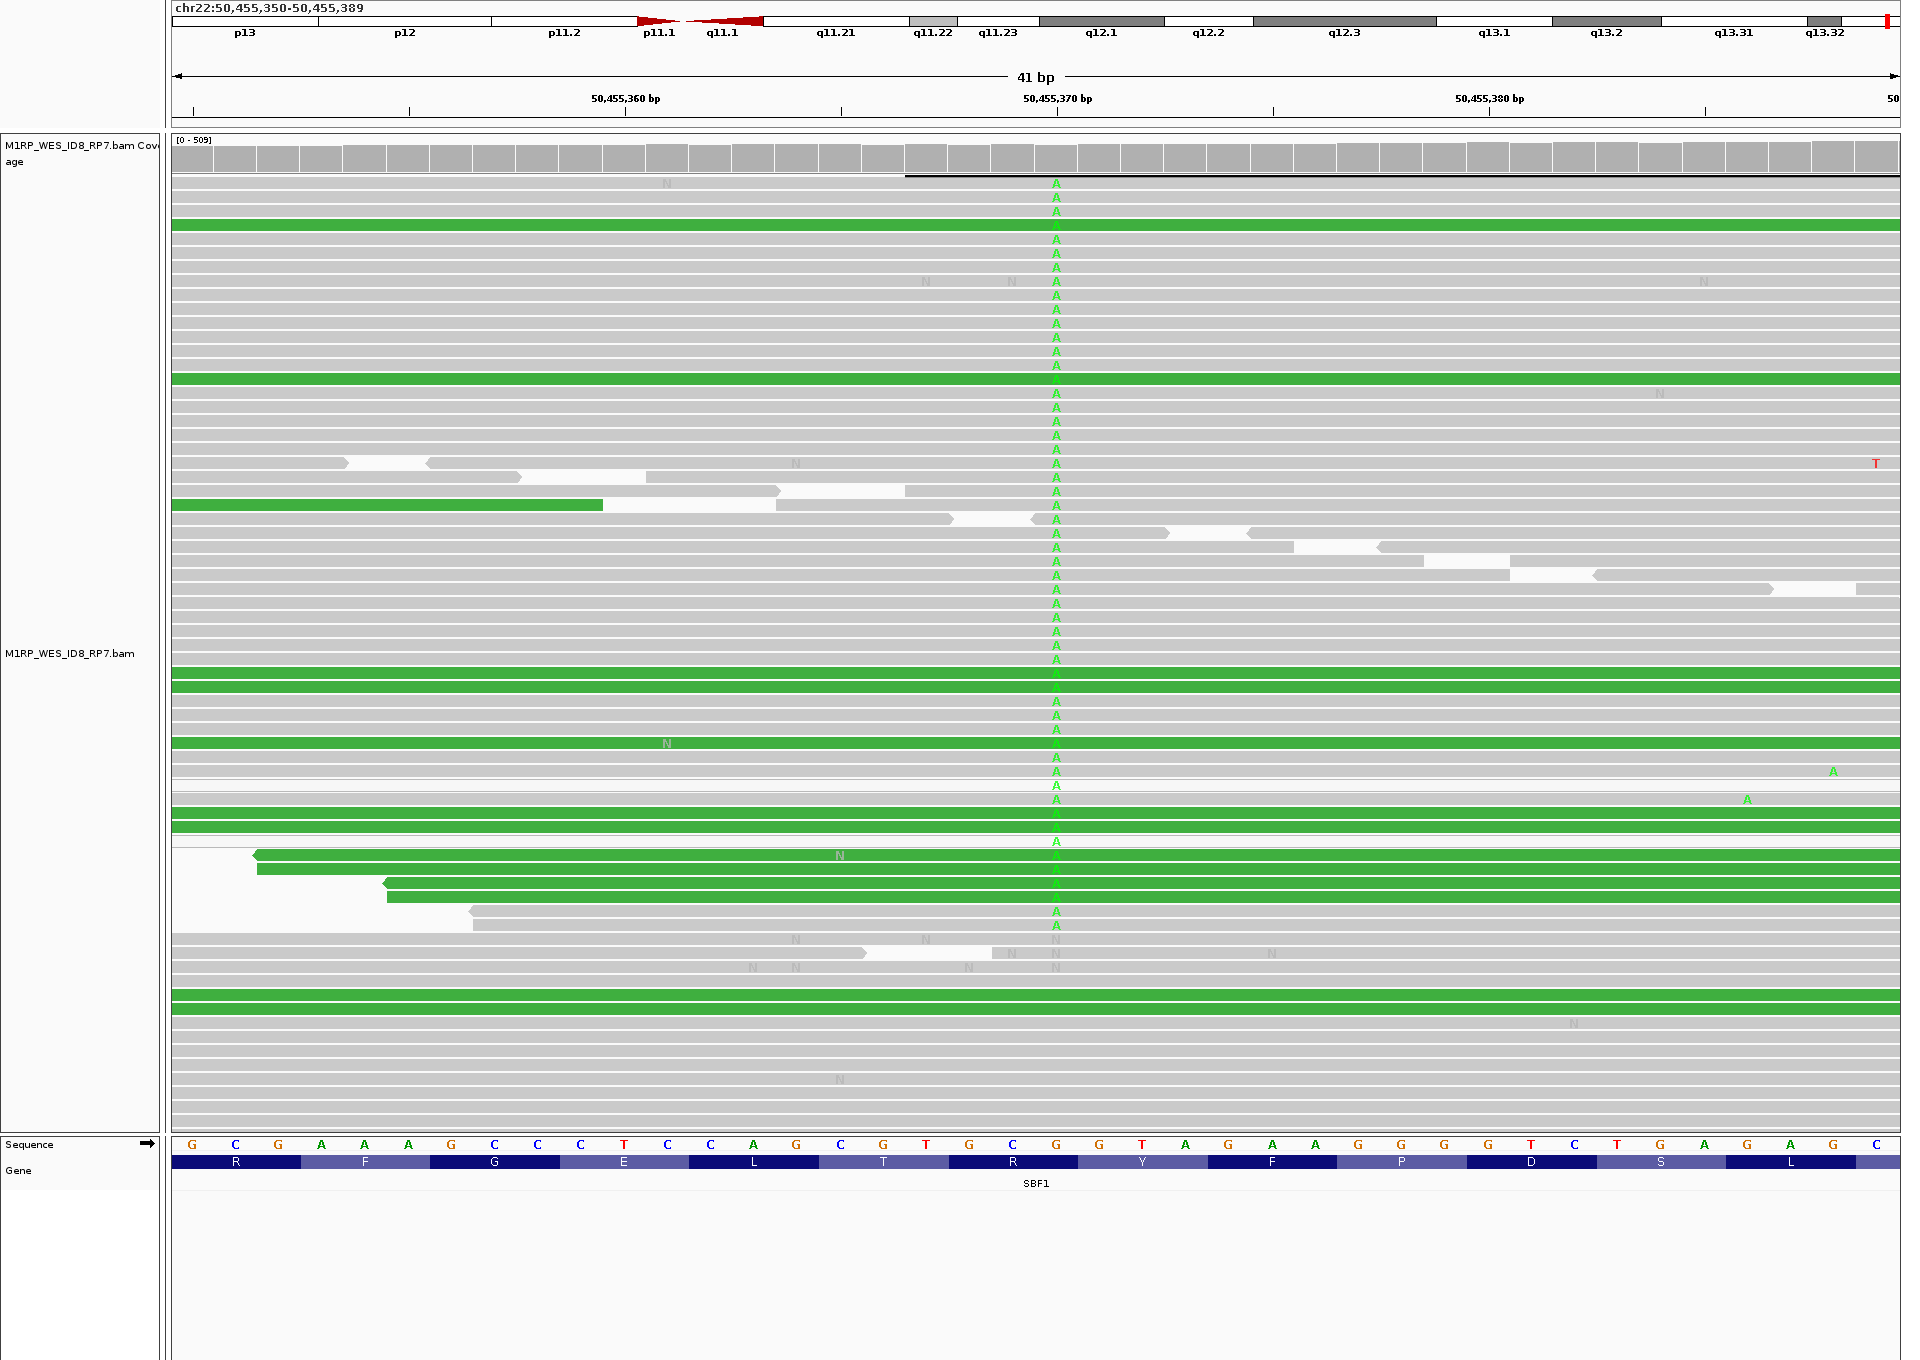 chr22:50,455,350-50,455,389
p13 p12 p11.2 p11.1 q11.1 q11.21 q11.22 q11.23 q12.1 q12.2 q12.3 q13.1 q13.2 q13.31 q13.32
41 bp
50,455,360 bp 50,455,370 bp 50,455,380 bp 50
M1RP_WES_ID8_RP7.bam Cov
age
[0 - 509]
N A
A
A
A
A
A
A
N N A N
A
A
A
A
A
A
A
A N
A
A
A
A
N A T
A
A
A
A
A
A
A
A
A
A
A
A
A
M1RP_WES_ID8_RP7.bam
A
A
A
A
A
A
N A
A
A A
A
A A
A
A
A
N A
A
A
A
A
A
N N N
N N N
N N N N
N
N
Sequence G C G A A A G C C C T C C A G C G T G C G G T A G A A G G G G T C T G A G A G C
Gene R F G E L T R Y F P D S L
SBF1